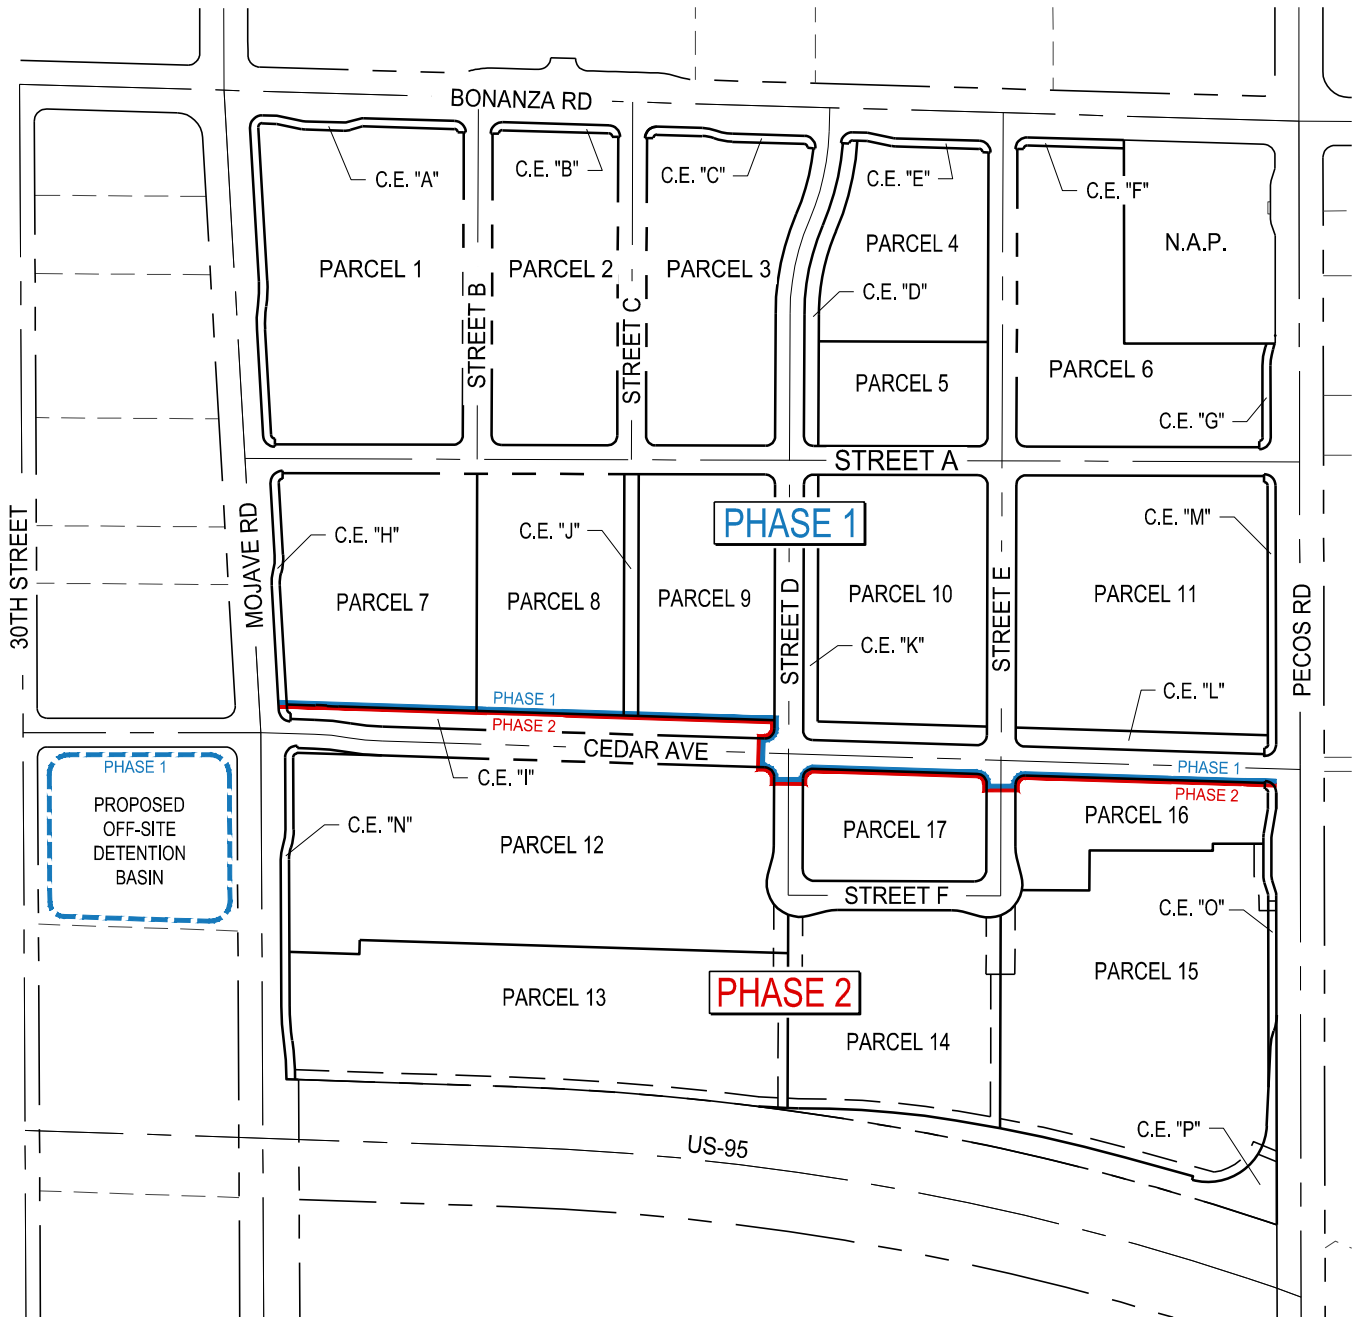 BONANZA RD
C.E. "A"
C.E. "B"
C.E. "C"
C.E. "E"
C.E. "F"
PARCEL 1
PARCEL 2
PARCEL 3
PARCEL 4
N.A.P.
C.E. "D"
STREET B
STREET C
PARCEL 5
PARCEL 6
C.E. "G"
STREET A
30TH STREET
MOJAVE RD
C.E. "H"
C.E. "J"
PHASE 1
C.E. "M"
PARCEL 7
PARCEL 8
PARCEL 9
STREET D
PARCEL 10
STREET E
PARCEL 11
PECOS RD
C.E. "K"
C.E. "L"
PHASE 1
PHASE 2
CEDAR AVE
C.E. "I"
PHASE 1
PHASE 2
PHASE 1
PROPOSED
OFF-SITE
DETENTION
BASIN
C.E. "N"
PARCEL 12
PARCEL 17
PARCEL 16
STREET F
C.E. "O"
PARCEL 13
PHASE 2
PARCEL 15
PARCEL 14
C.E. "P"
US-95